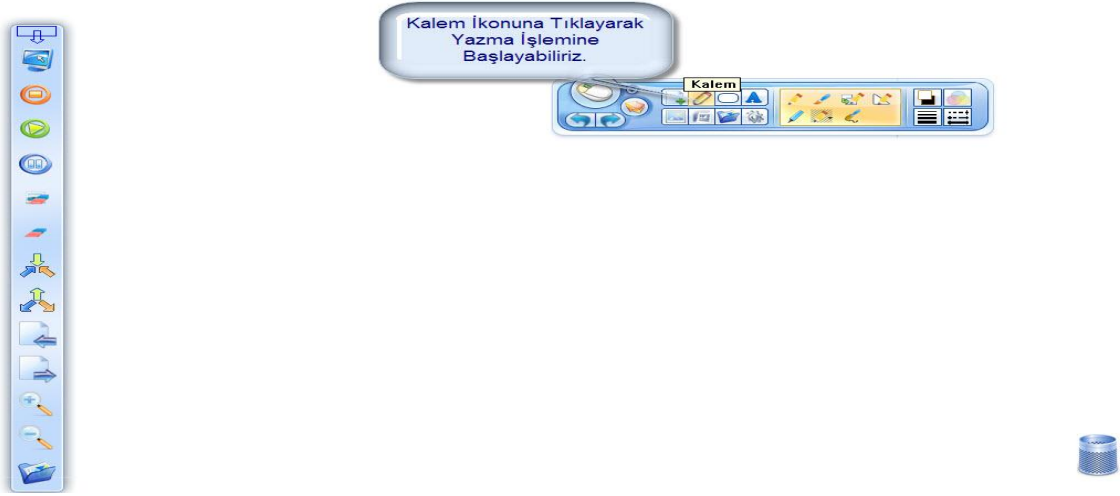 Kalem İkonuna Tıklayarak
Yazma İşlemine
Başlayabiliriz.
Kalem
A